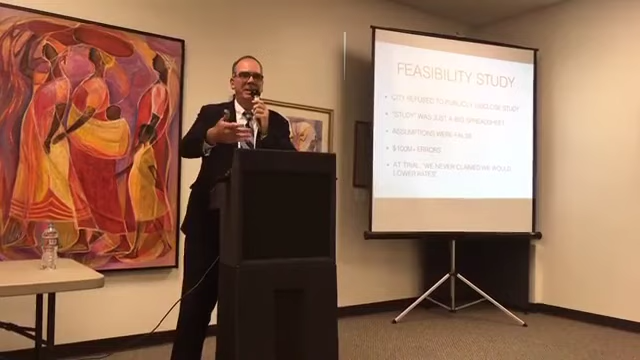 FEASIBILITY STUDY
• CITY REFUSED TO PUBLICLY DISCLOSE STUDY
• "STUDY" WAS JUST A BIG SPREADSHEET
• ASSUMPTIONS WERE FALSE
• $100M+ ERRORS
• AT TRIAL, "WE NEVER CLAIMED WE WOULD
LOWER RATES"